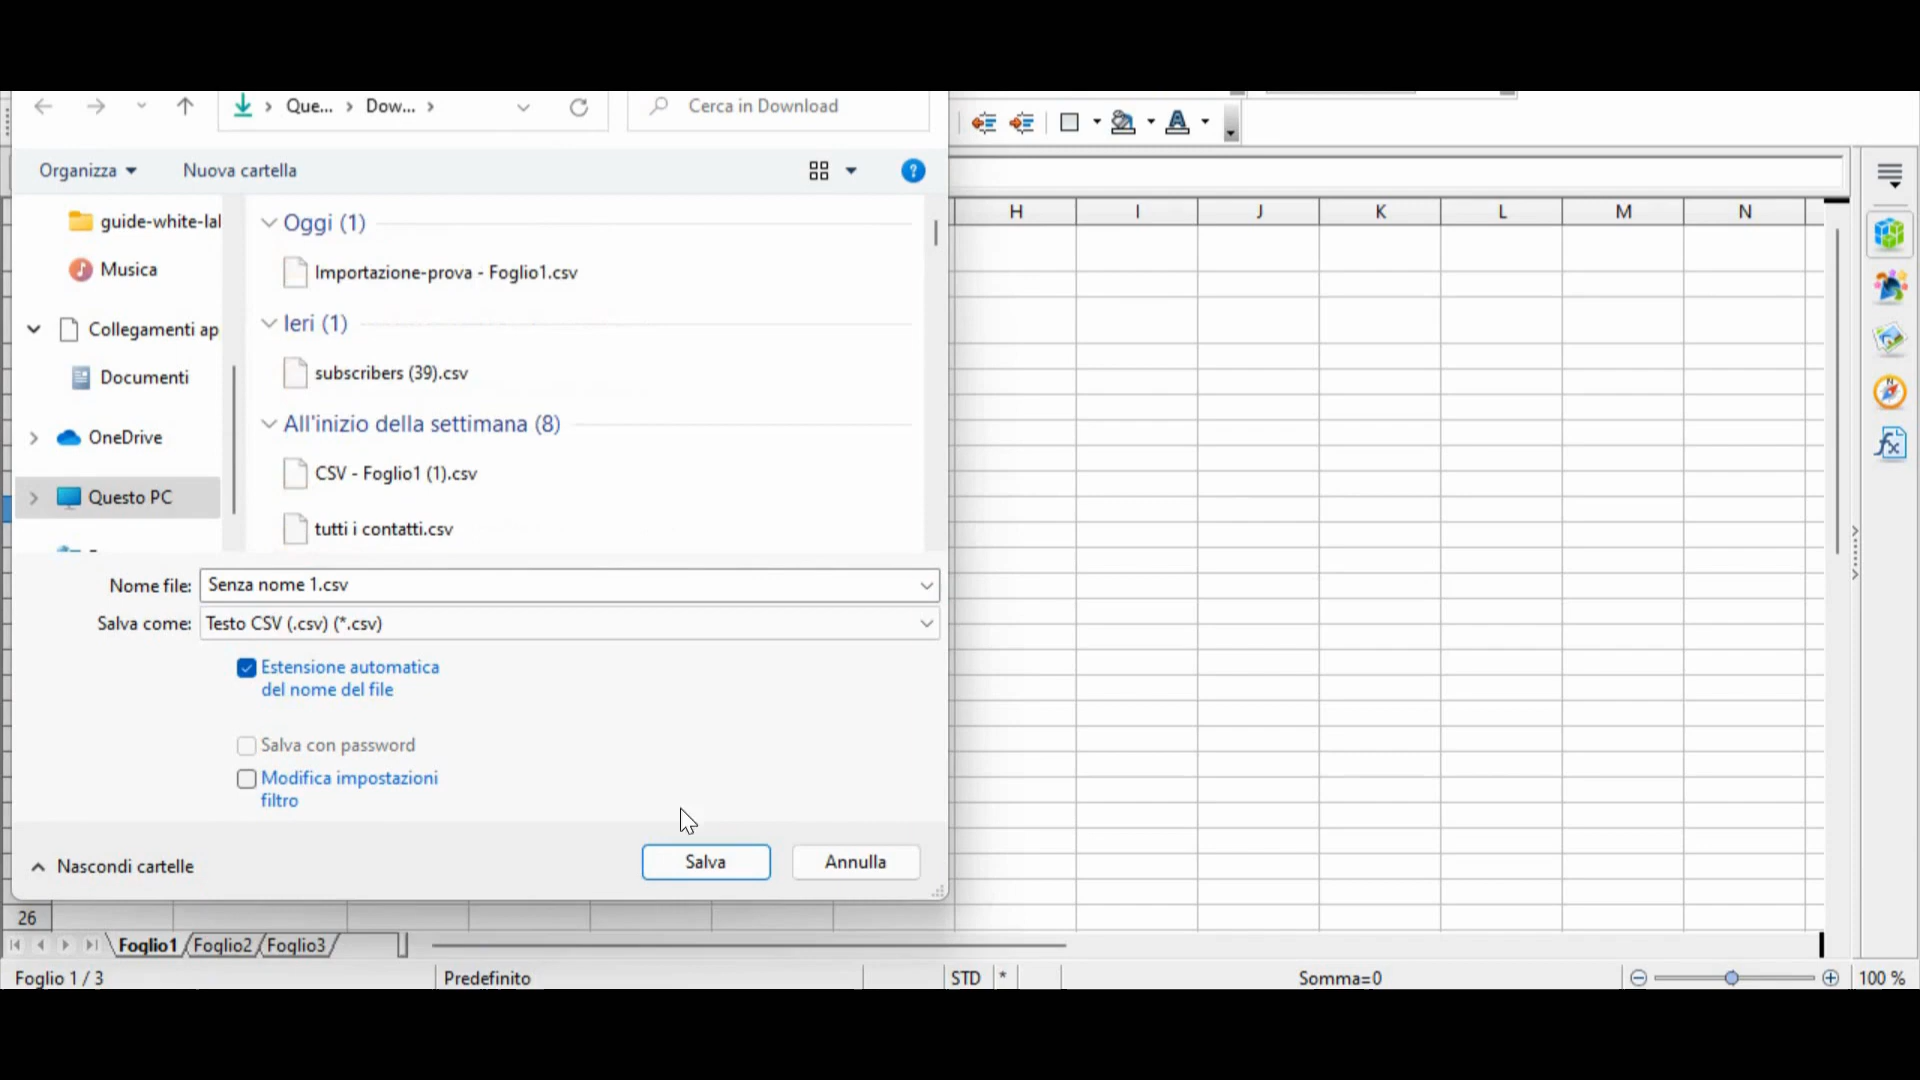 Que... > Dow... >
Cerca in Download
Organizza
Nuova cartella
?
guide-white-lal
Musica
Collegamenti ap
Documenti
OneDrive
Questo PC
Oggi (1)
Importazione-prova - Foglio1.csv
Ieri (1)
subscribers (39).csv
All'inizio della settimana (8)
CSV - Foglio1 (1).csv
tutti i contatti.csv
Nome file: Senza nome 1.csv
Salva come: Testo CSV (.csv) (*.csv)
Estensione automatica
del nome del file
Salva con password
Modifica impostazioni
filtro
Nascondi cartelle
Salva
Annulla
H I J K L M N
26
Foglio1 Foglio2 Foglio3
Foglio 1 / 3
Predefinito
STD
*
Somma=0
100 %